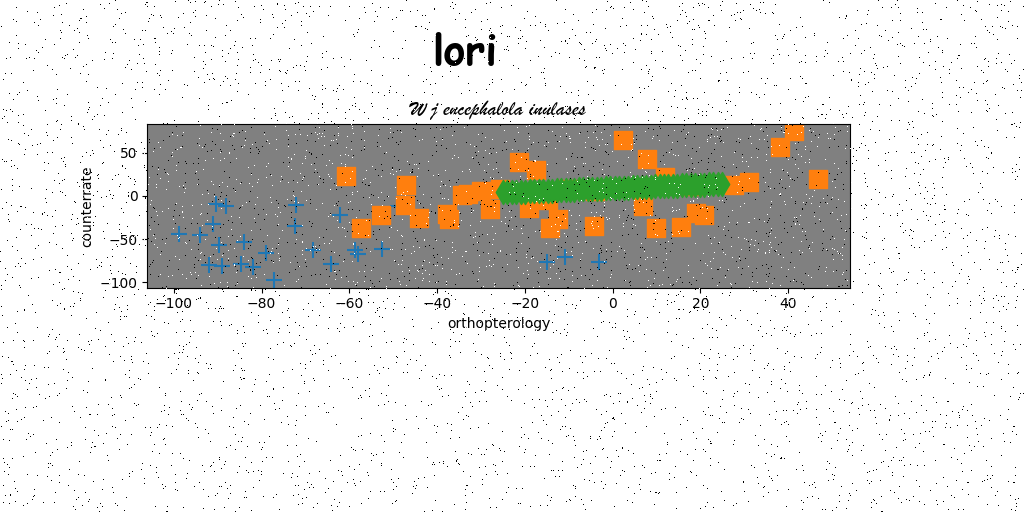 lori
W j encephalola inulases
50
0
−50
−100
counterrate
−100 −80 −60 −40 −20 0 20 40
orthopterology